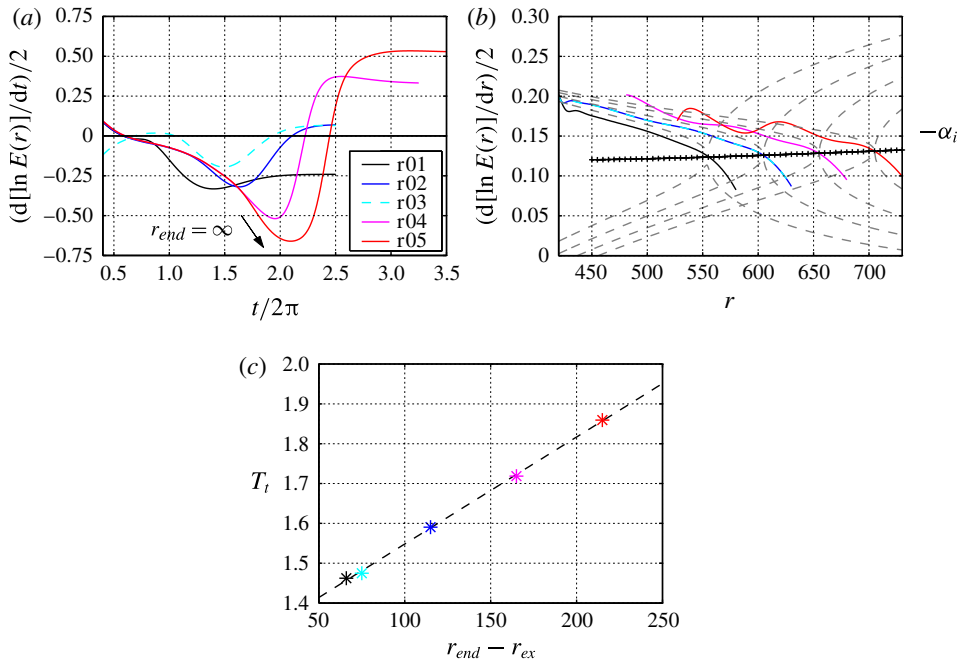 (a)
(b)
(d[ln E(r)]/dt)/2
0.75
0.50
0.25
0
−0.25
−0.50
−0.75
r_end = ∞
r01
r02
r03
r04
r05
0.5 1.0 1.5 2.0 2.5 3.0 3.5
t/2π
(d[ln E(r)]/dr)/2
0.30
0.25
0.20
0.15
0.10
0.05
0
−α_i
450 500 550 600 650 700
r
(c)
T_t
2.0
1.9
1.8
1.7
1.6
1.5
1.4
50 100 150 200 250
r_end − r_ex